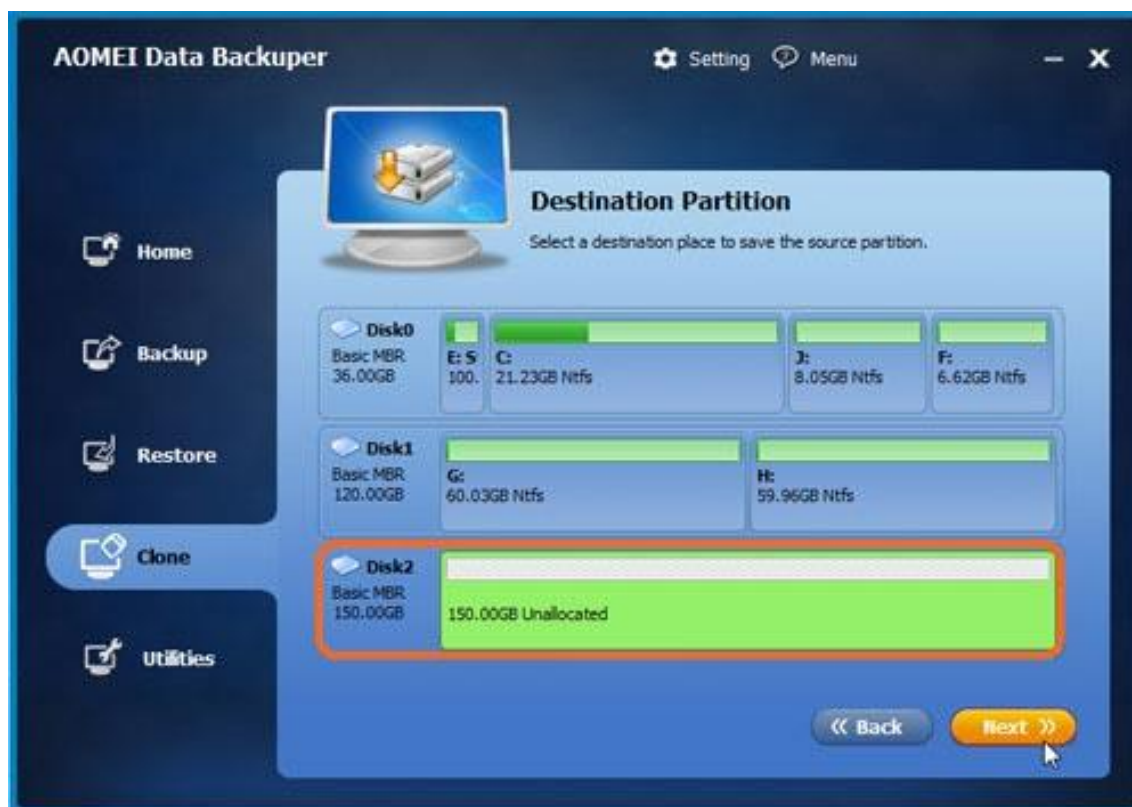 AOMEI Data Backuper
Setting Menu
Destination Partition
Select a destination place to save the source partition.
Home
Backup
Restore
Clone
Utilities
Disk0
Basic MBR
36.00GB
E: S
100.
C:
21.23GB Ntfs
J:
8.05GB Ntfs
F:
6.62GB Ntfs
Disk1
Basic MBR
120.00GB
G:
60.03GB Ntfs
H:
59.96GB Ntfs
Disk2
Basic MBR
150.00GB
150.00GB Unallocated
Back
Next